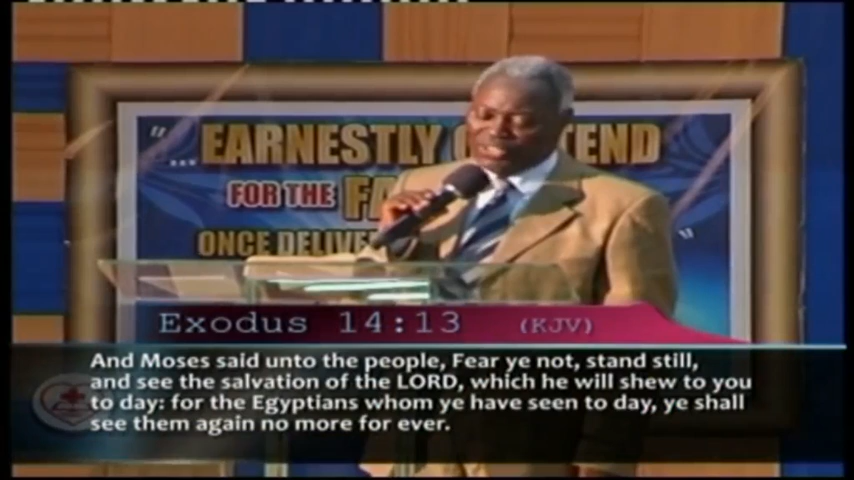 "... EARNESTLY C TEND
FOR THE FA
ONCE DELIVE "
Exodus 14:13 (KJV)
And Moses said unto the people, Fear ye not, stand still,
and see the salvation of the LORD, which he will shew to you
to day: for the Egyptians whom ye have seen to day, ye shall
see them again no more for ever.